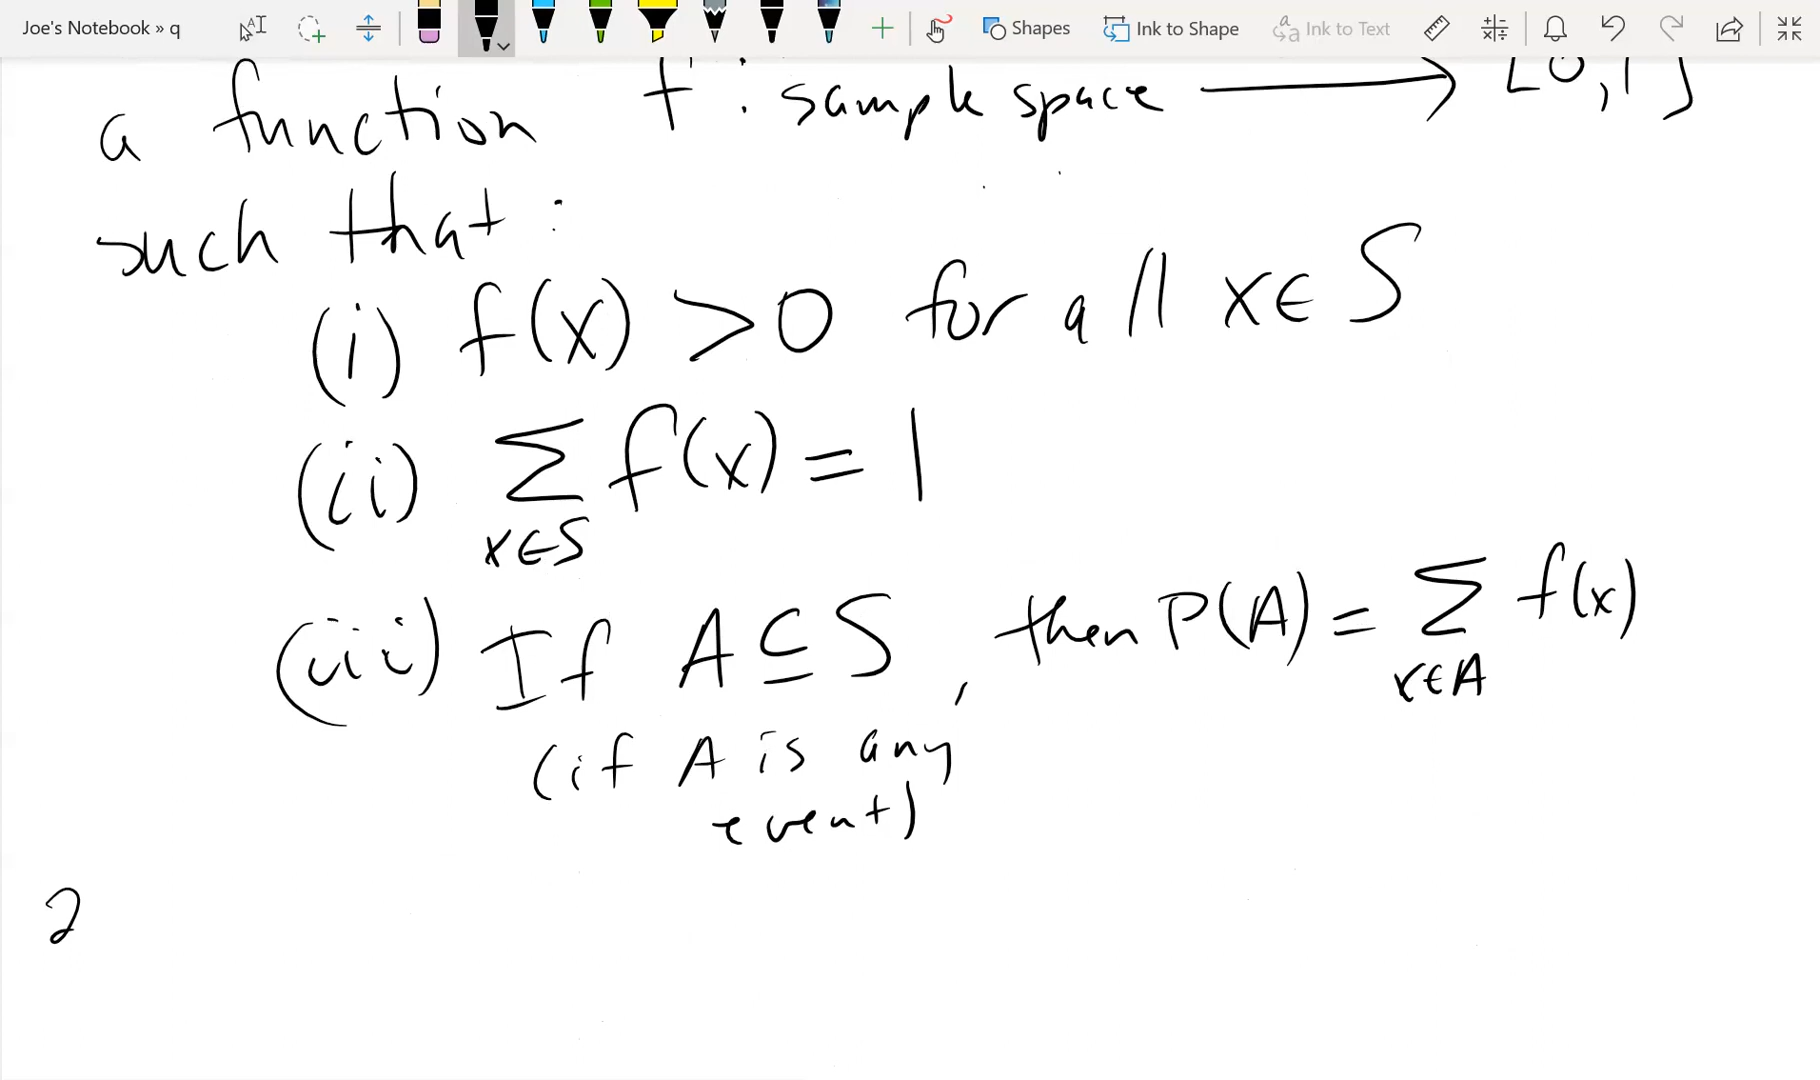 Joe's Notebook » q
Shapes
Ink to Shape
Ink to Text
a function f : sample space ⟶ [0,1]
such that :
(i) f(x) > 0 for all x ∈ S
(ii) ∑ f(x) = 1
x ∈ S
(iii) If A ⊆ S, then P(A) = ∑ f(x)
x ∈ A
(if A is any
event)
2